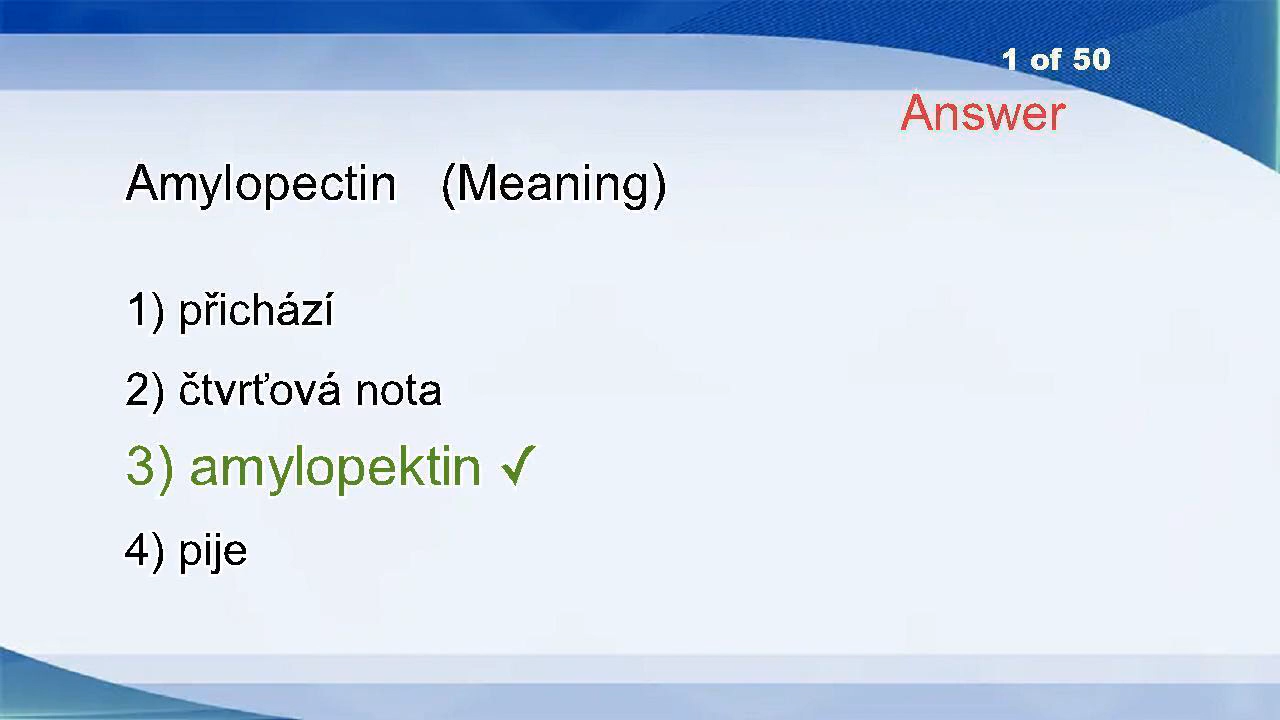 1 of 50
Answer
Amylopectin (Meaning)
1) přichází
2) čtvrťová nota
3) amylopektin ✓
4) pije